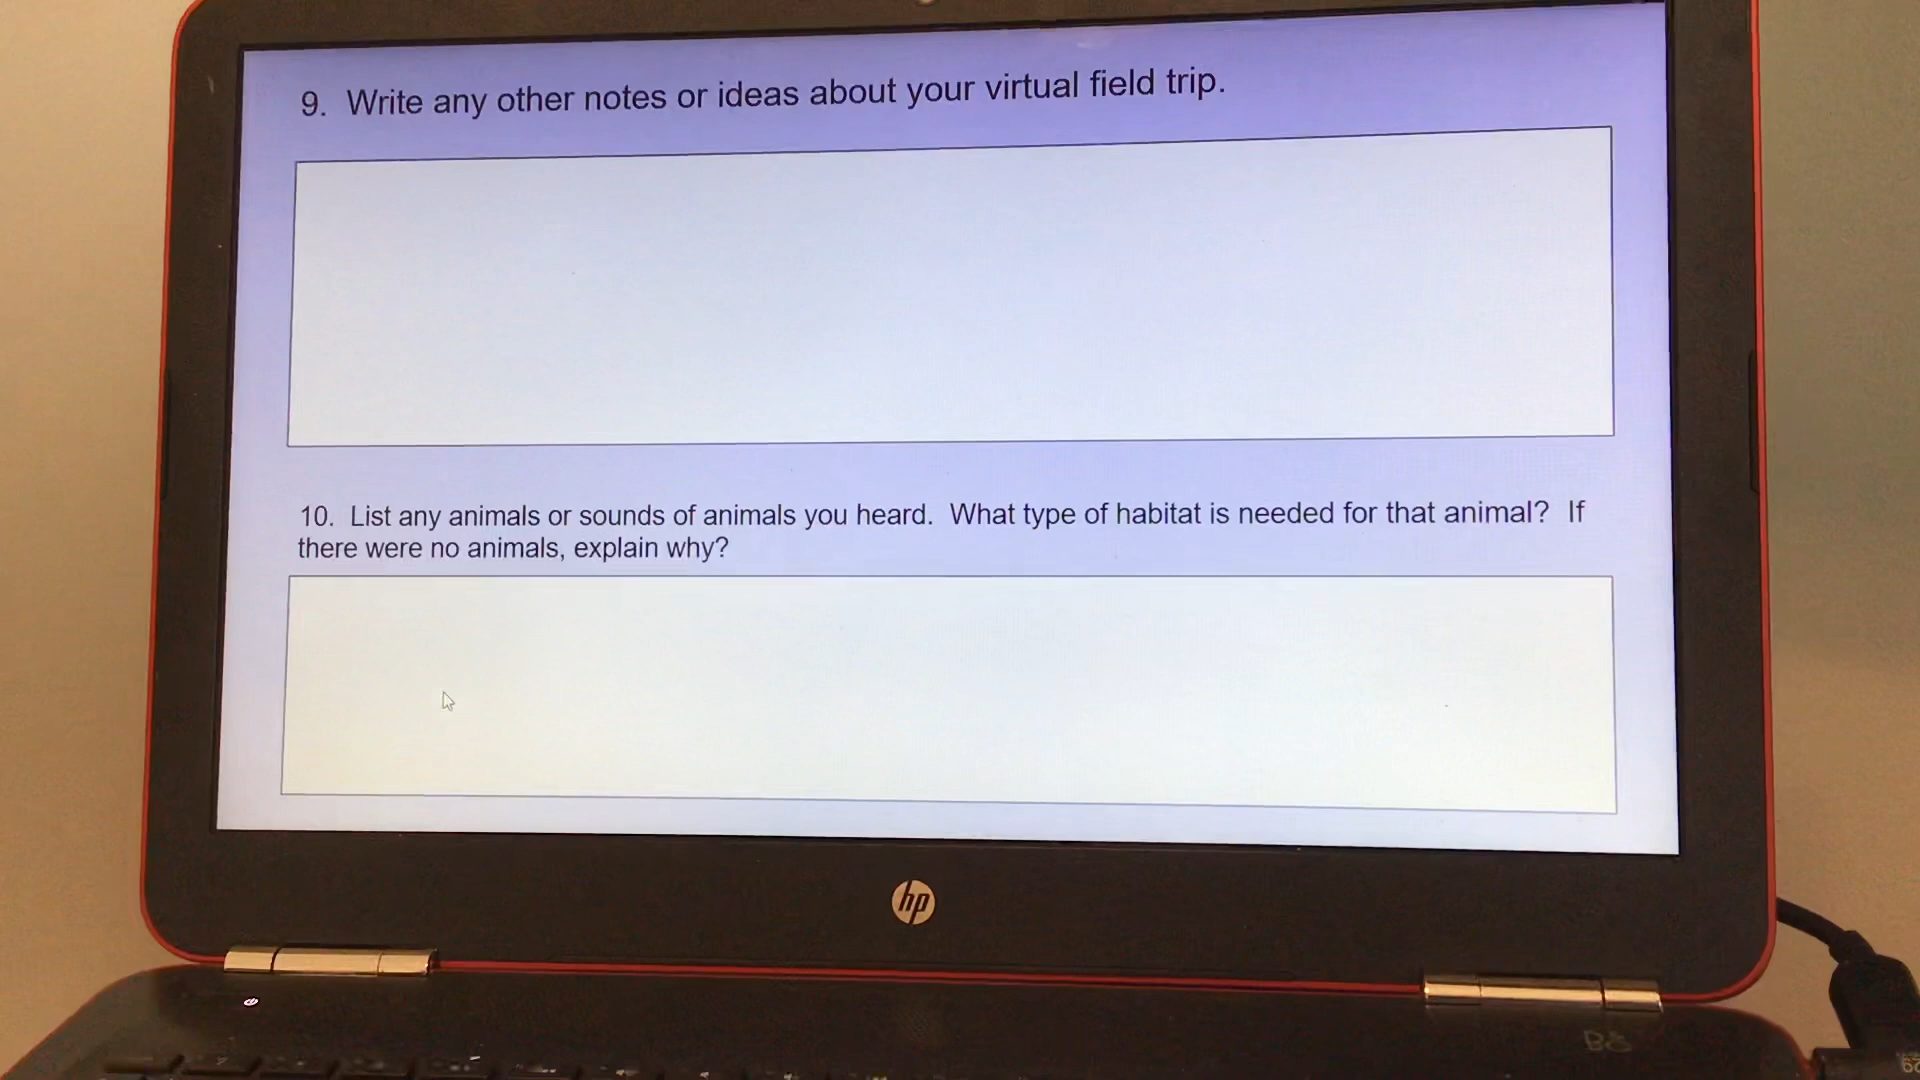 9. Write any other notes or ideas about your virtual field trip.
10. List any animals or sounds of animals you heard. What type of habitat is needed for that animal? If
there were no animals, explain why?
hp
B&O